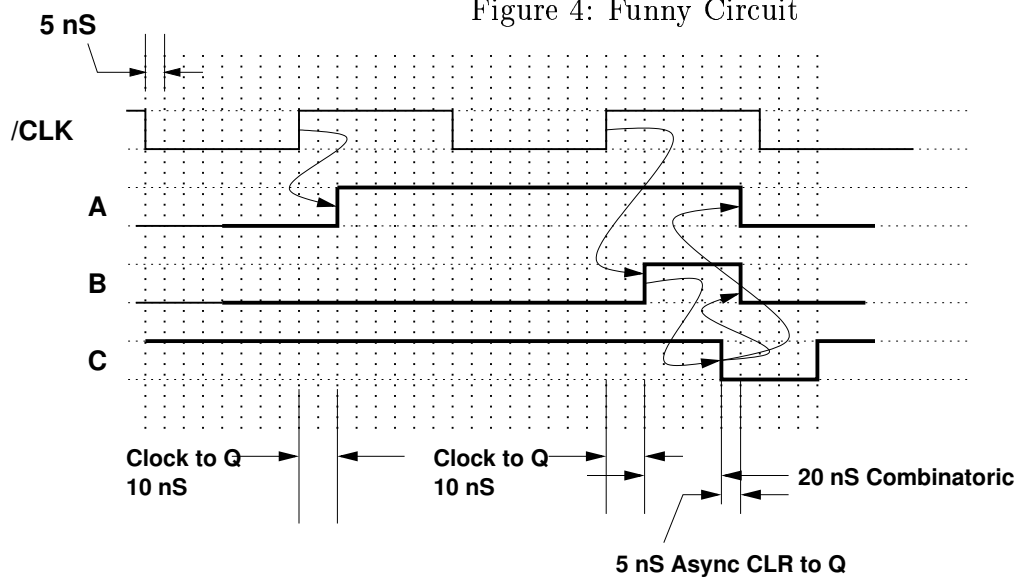 Figure 4: Funny Circuit
5 nS
/CLK
A
B
C
Clock to Q
10 nS
Clock to Q
10 nS
20 nS Combinatoric
5 nS Async CLR to Q